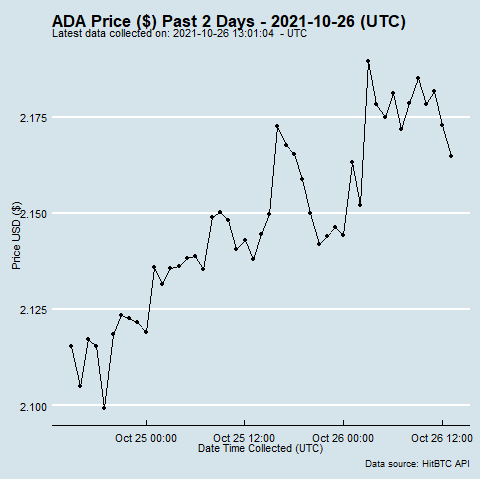 ADA Price ($) Past 2 Days - 2021-10-26 (UTC)
Latest data collected on: 2021-10-26 13:01:04 - UTC
2.175
2.150
2.125
2.100
Price USD ($)
Oct 25 00:00
Oct 25 12:00
Oct 26 00:00
Oct 26 12:00
Date Time Collected (UTC)
Data source: HitBTC API